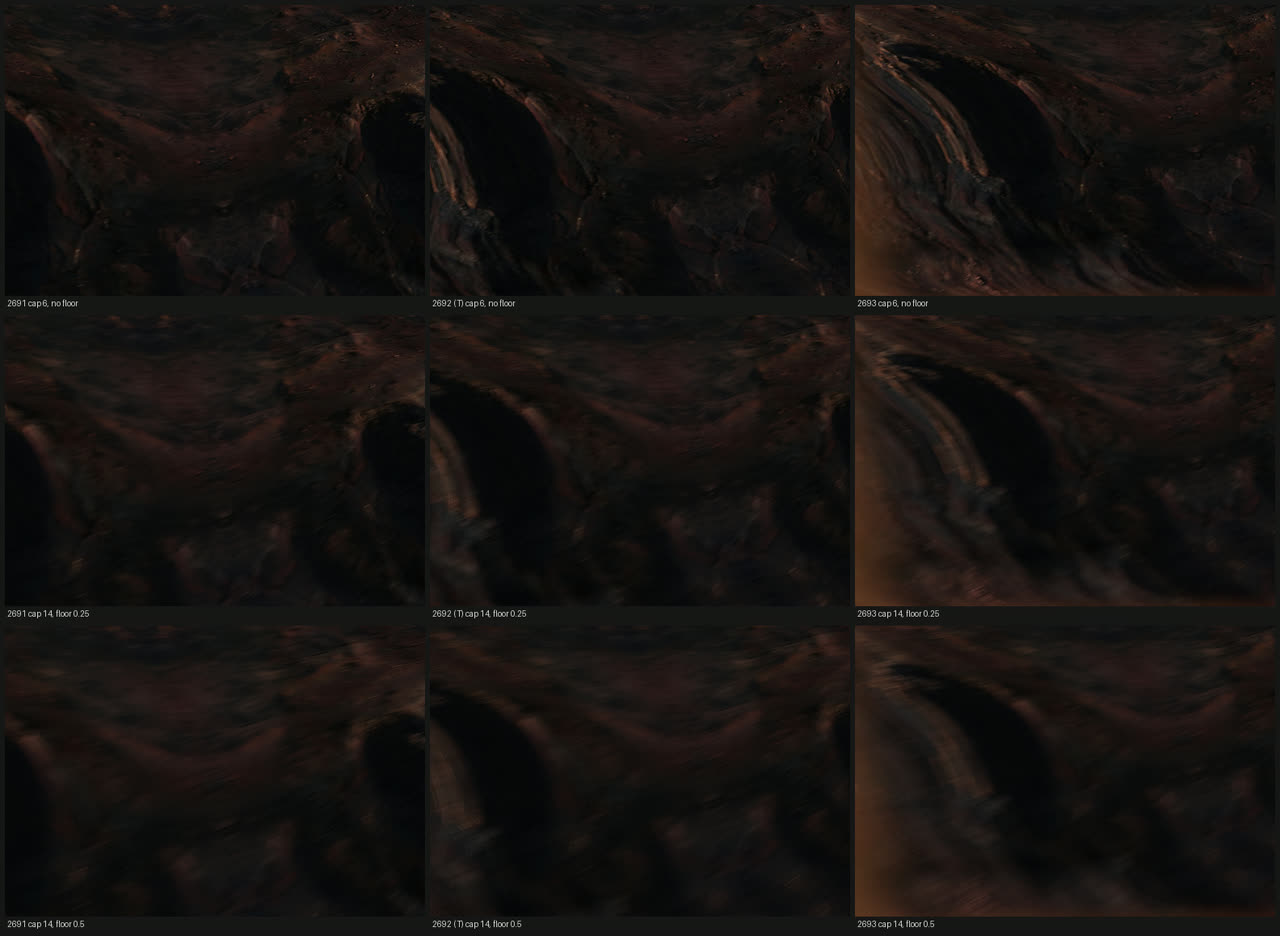 2691 cap 6, no floor
2692 (T) cap 6, no floor
2693 cap 6, no floor
2691 cap 14, floor 0.25
2692 (T) cap 14, floor 0.25
2693 cap 14, floor 0.25
2691 cap 14, floor 0.5
2692 (T) cap 14, floor 0.5
2693 cap 14, floor 0.5